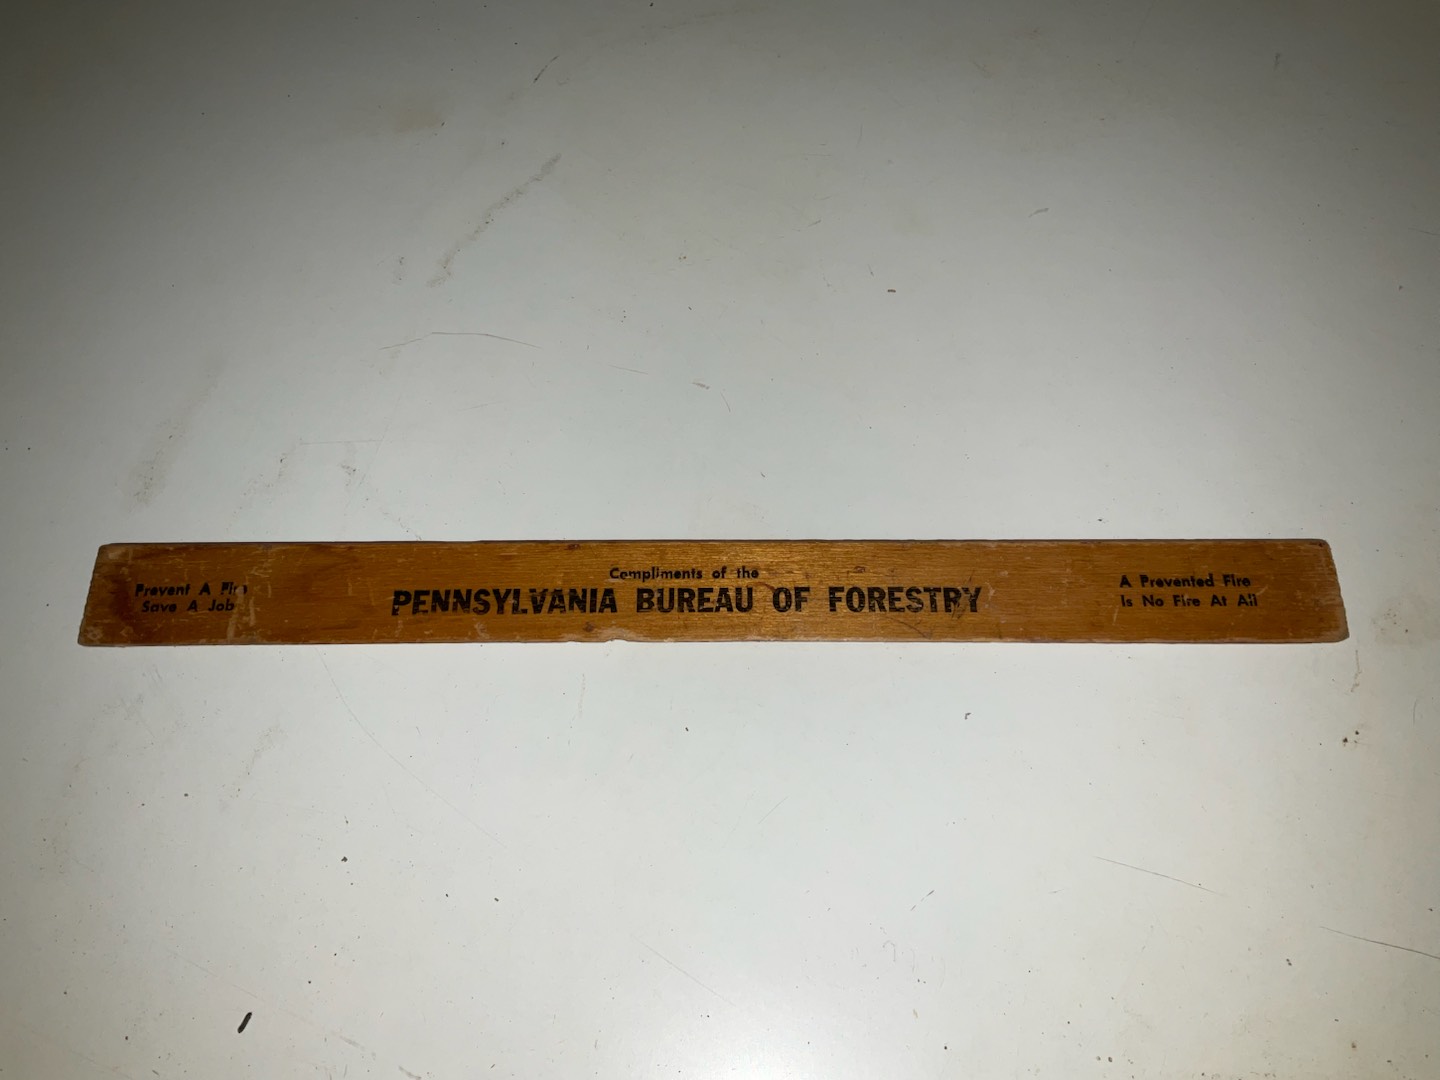 Prevent A Fire
Save A Job
Compliments of the
PENNSYLVANIA BUREAU OF FORESTRY
A Prevented Fire
Is No Fire At All